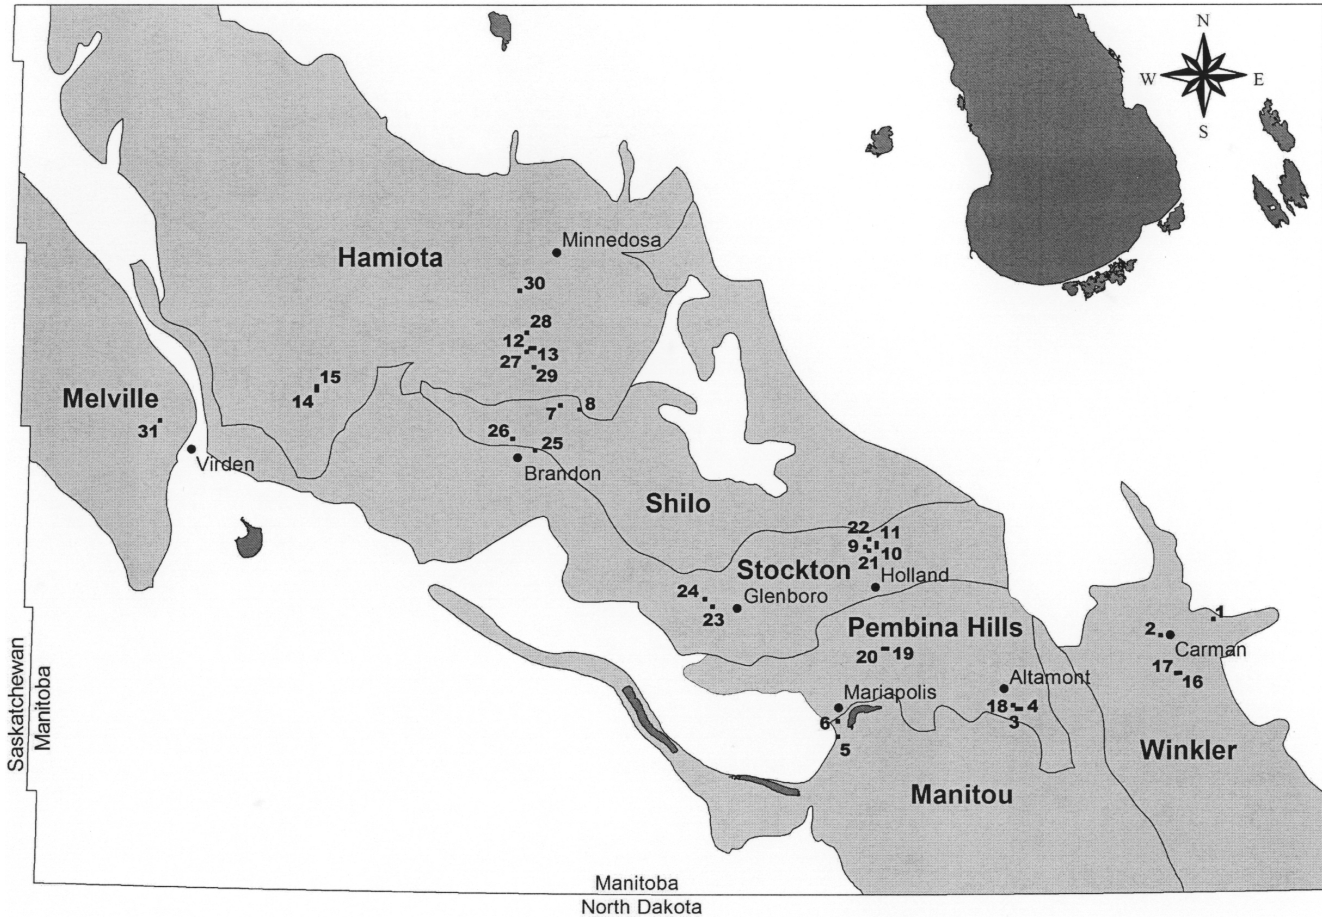 N
W E
S
Minnedosa
Hamiota
30
28
12
13
27
29
15
14
Melville
31
Virden
7 8
26
25
Brandon
Shilo
22 11
9
10
21
Stockton
Holland
24
Glenboro
23
Pembina Hills
20 19
1
2
Carman
17
16
Altamont
Mariapolis
18 4
3
6
5
Winkler
Manitou
Saskatchewan
Manitoba
Manitoba
North Dakota